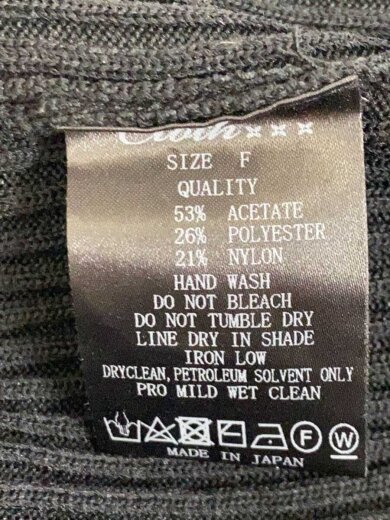 Cloth×××
SIZE F
QUALITY
53% ACETATE
26% POLYESTER
21% NYLON
HAND WASH
DO NOT BLEACH
DO NOT TUMBLE DRY
LINE DRY IN SHADE
IRON LOW
DRYCLEAN, PETROLEUM SOLVENT ONLY
PRO MILD WET CLEAN
F W
MADE IN JAPAN